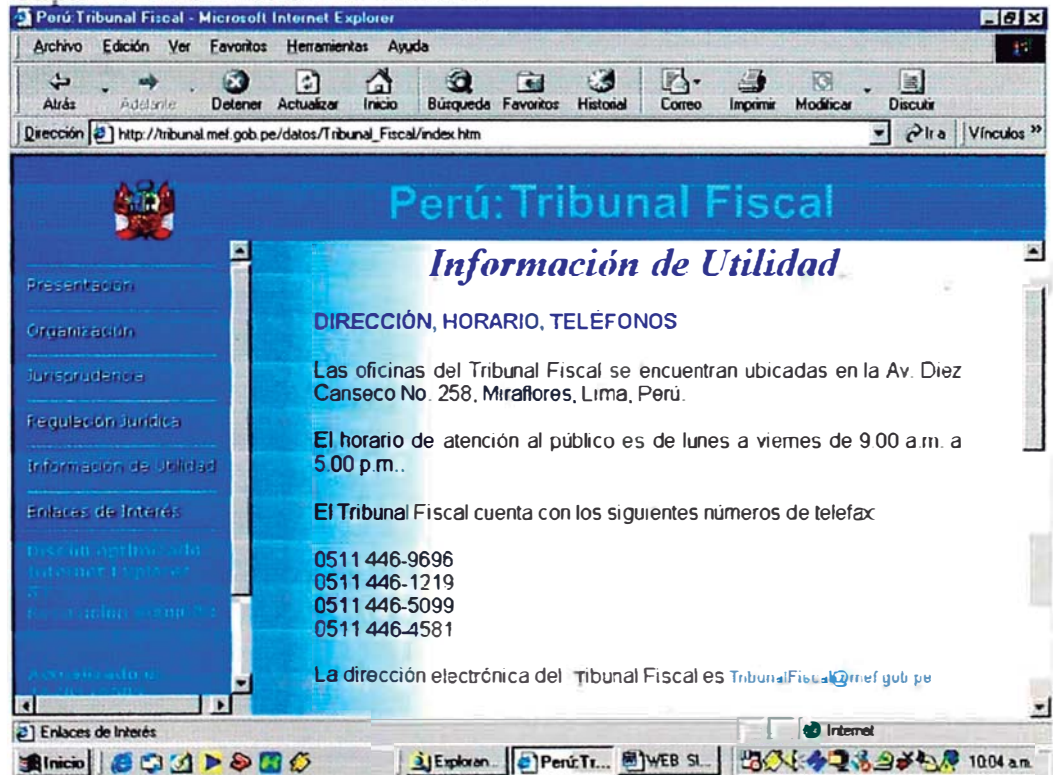 Perú:Tribunal Fiscal - Microsoft Internet Explorer
Archivo Edición Ver Favoritos Herramientas Ayuda
Atrás Adelante Detener Actualizar Inicio Búsqueda Favoritos Historial Correo Imprimir Modificar Discutir
Dirección http://tribunal.mef.gob.pe/datos/Tribunal_Fiscal/index.htm Ir a Vínculos »
Perú:Tribunal Fiscal
Presentación
Organización
Jurisprudencia
Regulación Jurídica
Información de Utilidad
Enlaces de Interés
Internet Explorer
Información de Utilidad
DIRECCIÓN, HORARIO, TELÉFONOS
Las oficinas del Tribunal Fiscal se encuentran ubicadas en la Av. Diez
Canseco No. 258, Miraflores, Lima, Perú.
El horario de atención al público es de lunes a viernes de 9.00 a.m. a
5.00 p.m..
El Tribunal Fiscal cuenta con los siguientes números de telefax
0511 446-9696
0511 446-1219
0511 446-5099
0511 446-4581
La dirección electrónica del Tribunal Fiscal es TribunalFiscal@mef.gob.pe
Enlaces de Interés Internet
Inicio Exploran... Perú:Tr... WEB SI... 10:04 a.m.